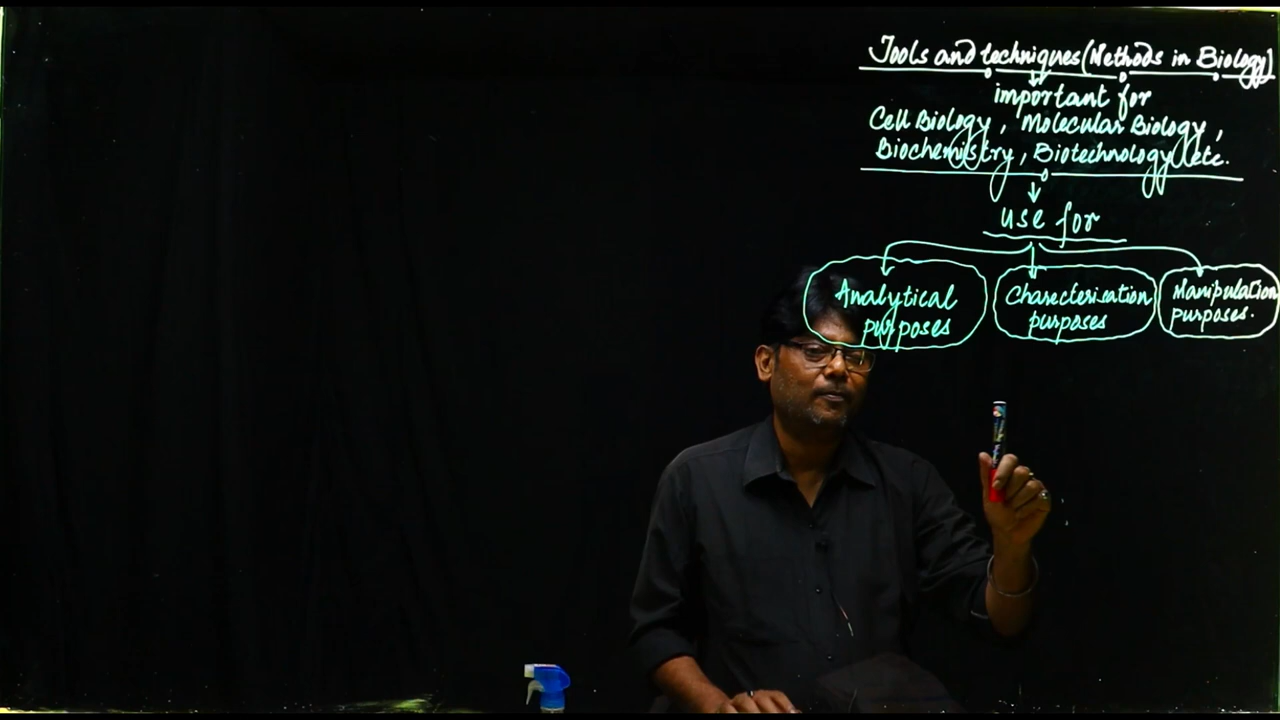 Tools and techniques (Methods in Biology)
important for
Cell Biology, Molecular Biology,
Biochemistry, Biotechnology etc.
use for
Analytical purposes
Charecterisation purposes
Manipulation purposes.